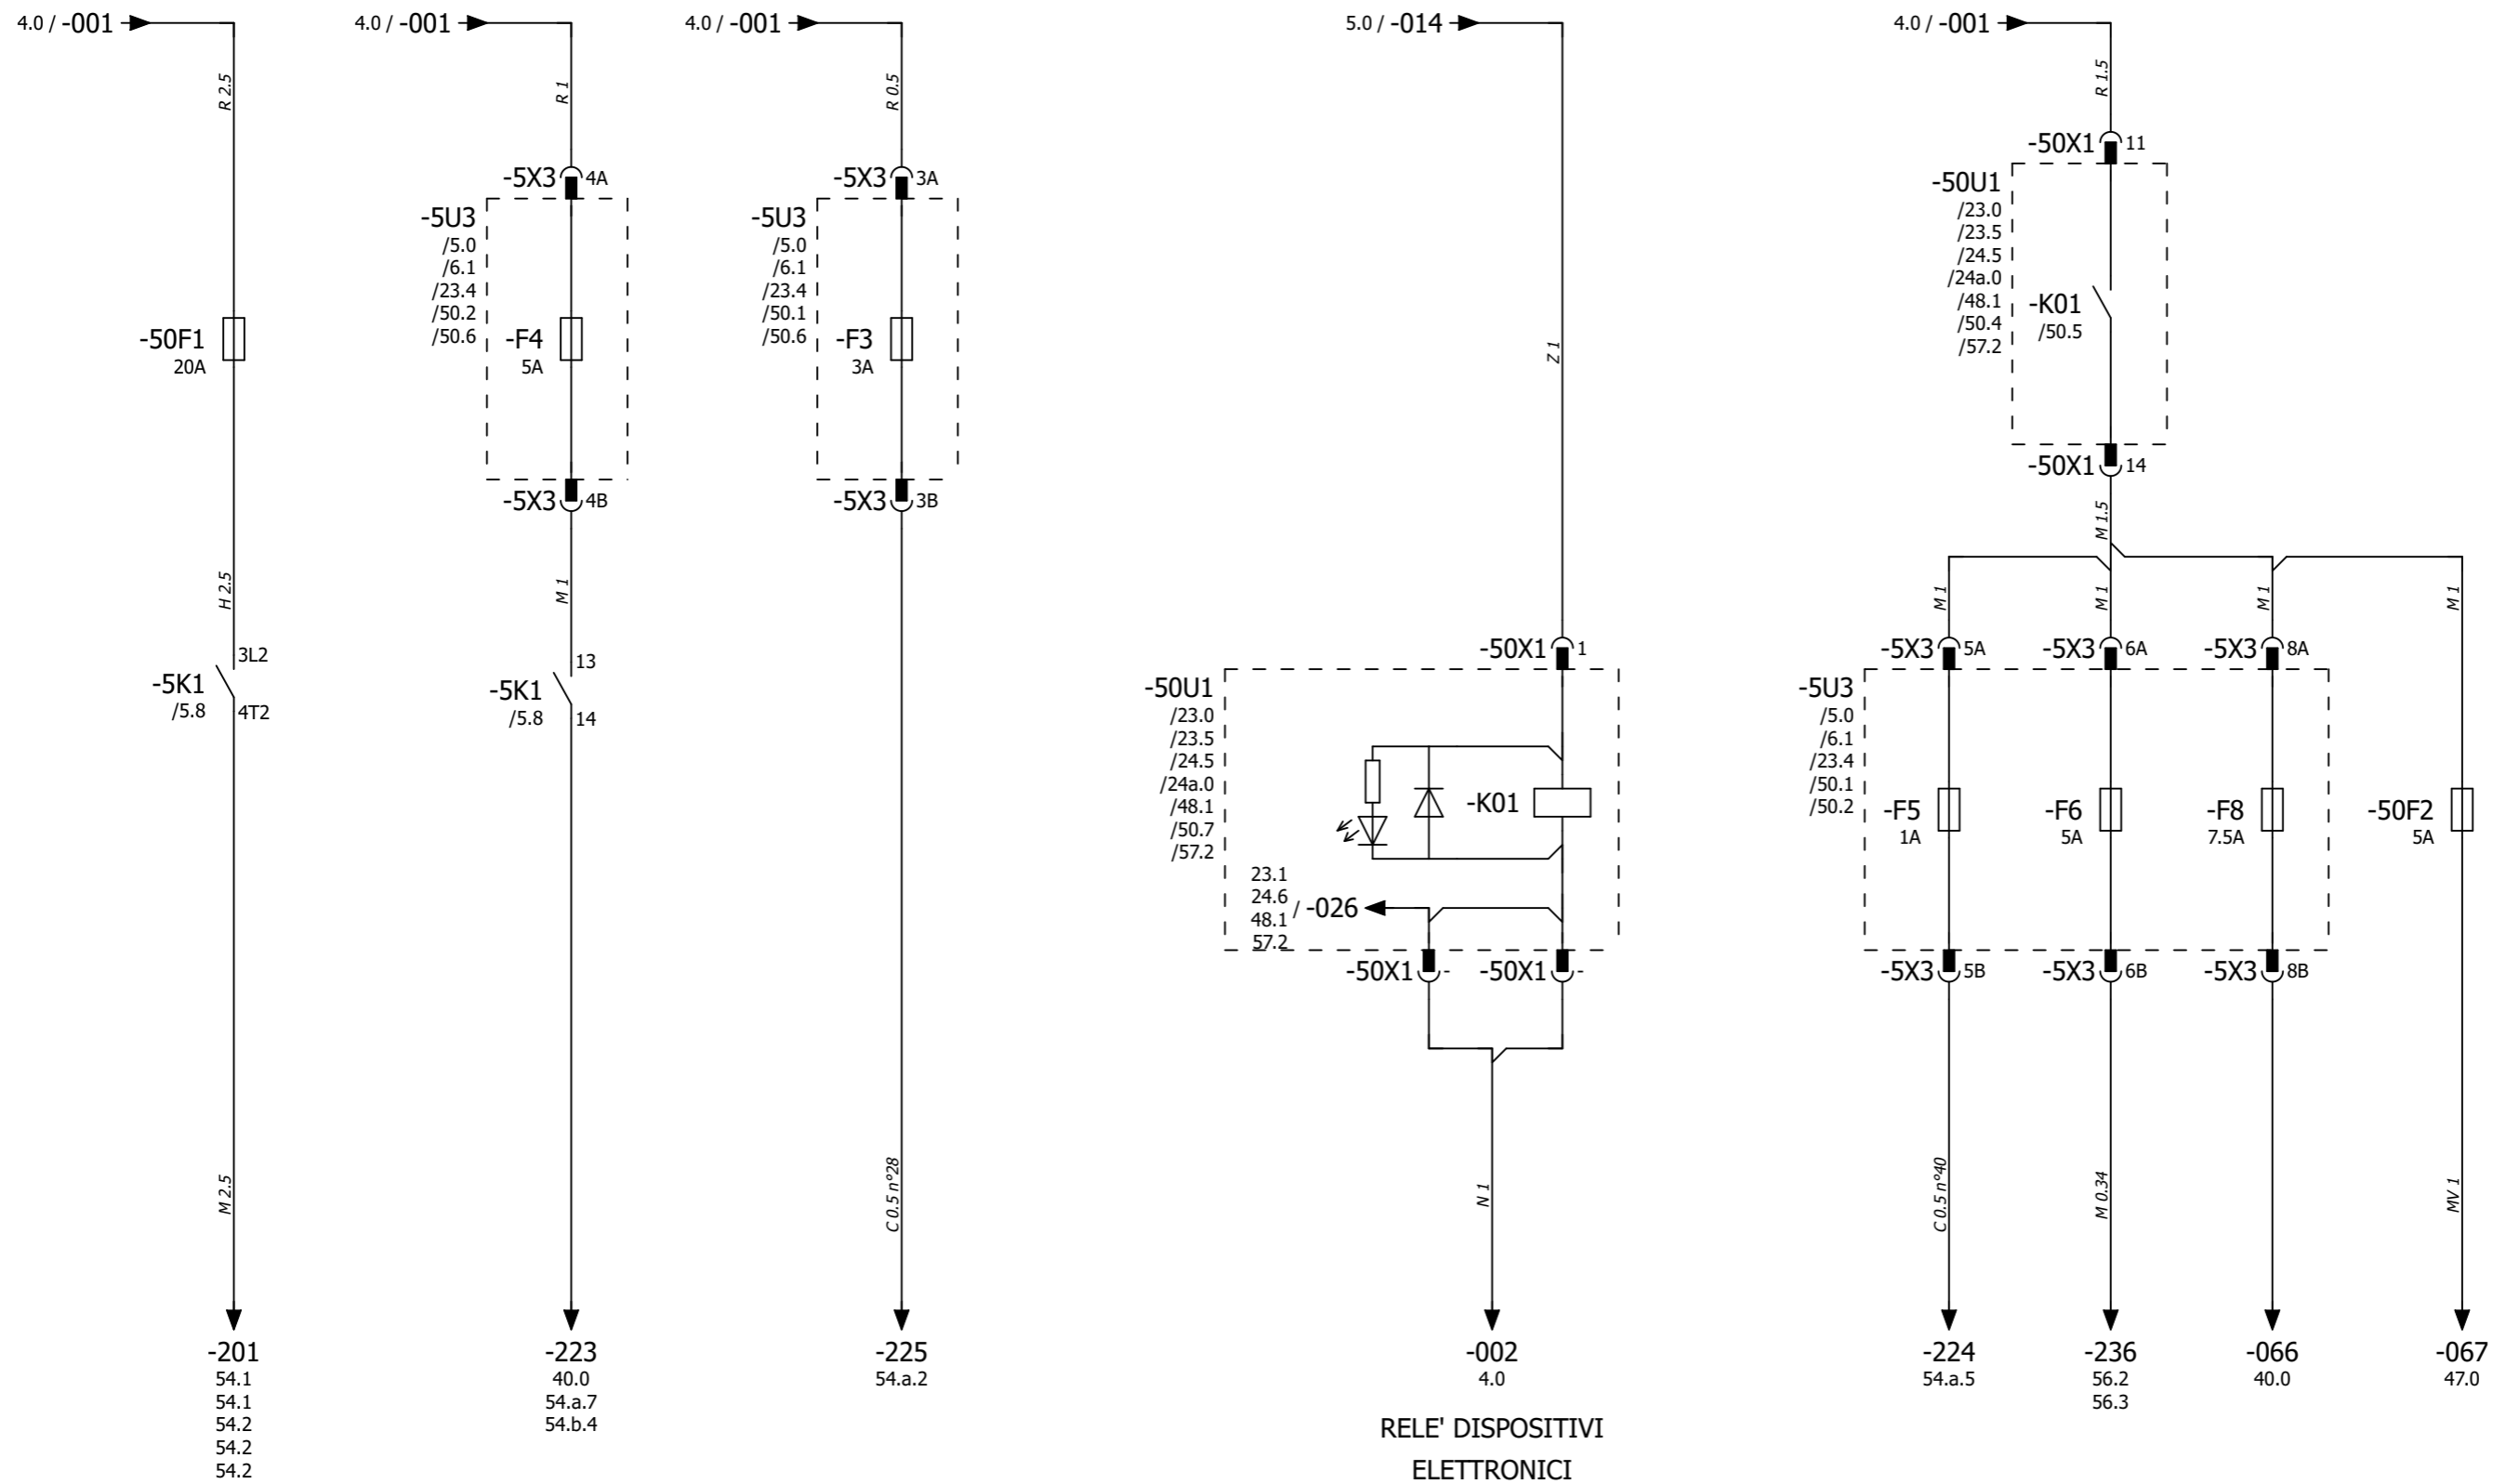 4.0 / -001
4.0 / -001
4.0 / -001
5.0 / -014
4.0 / -001
R 2.5
R 1
R 0.5
R 1.5
-50X1 11
-50U1
/23.0
/23.5
/24.5
/24a.0
/48.1
/50.4
/57.2
-K01
/50.5
-50X1 14
M 1.5
-5X3 4A
-5U3
/5.0
/6.1
/23.4
/50.2
/50.6
-F4
5A
-5X3 4B
-5X3 3A
-5U3
/5.0
/6.1
/23.4
/50.1
/50.6
-F3
3A
-5X3 3B
-50F1
20A
Z 1
H 2.5
M 1
3L2
-5K1
/5.8
4T2
13
-5K1
/5.8
14
-50X1 1
-50U1
/23.0
/23.5
/24.5
/24a.0
/48.1
/50.7
/57.2
-K01
23.1
24.6
48.1
57.2
/ -026
-50X1 -
-50X1 -
M 1
M 1
M 1
M 1
-5X3 5A
-5X3 6A
-5X3 8A
-5U3
/5.0
/6.1
/23.4
/50.1
/50.2
-F5
1A
-F6
5A
-F8
7.5A
-50F2
5A
-5X3 5B
-5X3 6B
-5X3 8B
M 2.5
C 0.5 n°28
N 1
C 0.5 n°40
M 0.34
MV 1
-201
54.1
54.1
54.2
54.2
54.2
-223
40.0
54.a.7
54.b.4
-225
54.a.2
-002
4.0
RELE' DISPOSITIVI
ELETTRONICI
-224
54.a.5
-236
56.2
56.3
-066
40.0
-067
47.0